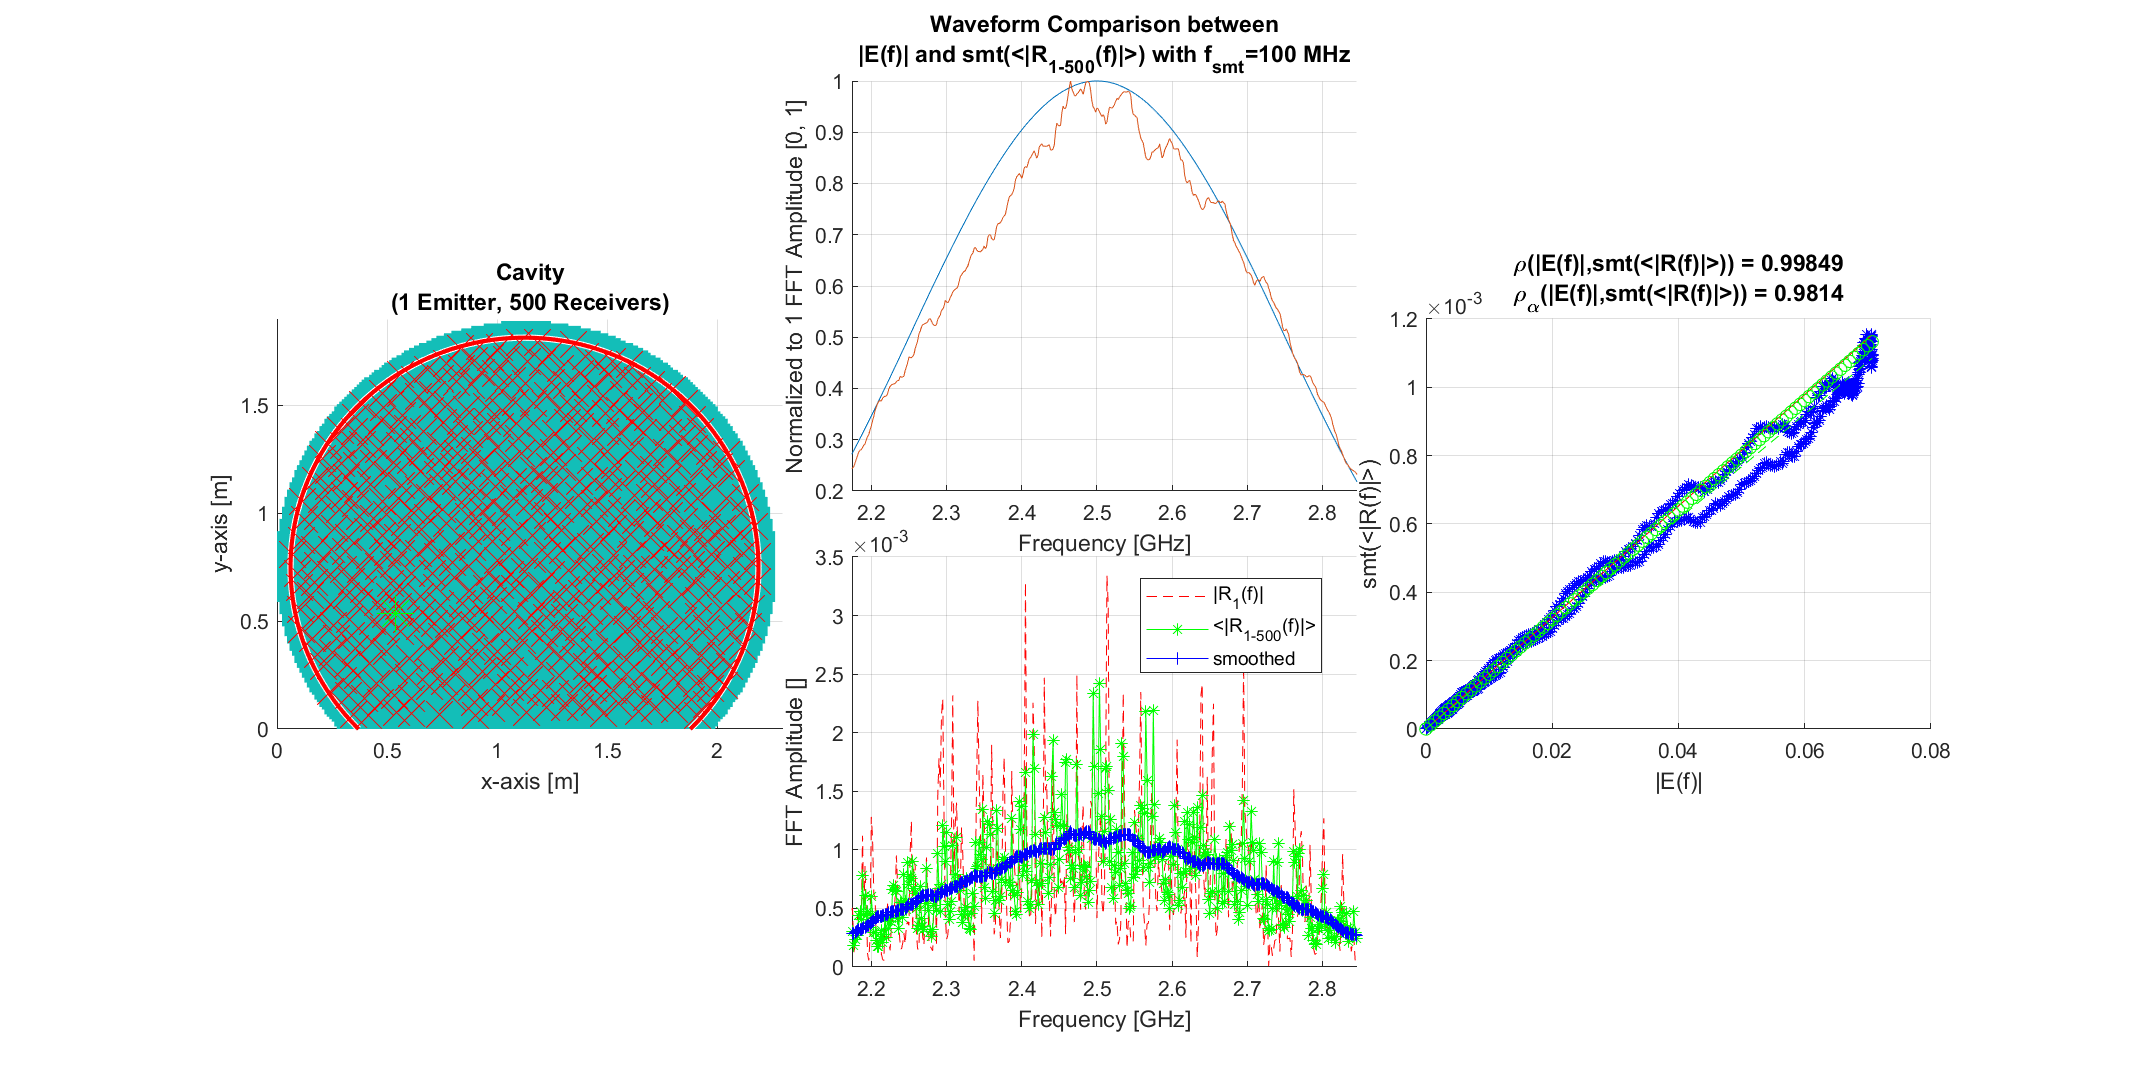 Cavity
(1 Emitter, 500 Receivers)
y-axis [m]
1.5
1
0.5
0
0 0.5 1 1.5 2
x-axis [m]
Waveform Comparison between
|E(f)| and smt(<|R1-500(f)|>) with fsmt=100 MHz
Normalized to 1 FFT Amplitude [0, 1]
1
0.9
0.8
0.7
0.6
0.5
0.4
0.3
0.2
2.2 2.3 2.4 2.5 2.6 2.7 2.8
Frequency [GHz]
×10-3
FFT Amplitude []
3.5
3
2.5
2
1.5
1
0.5
0
|R1(f)|
<|R1-500(f)|>
smoothed
2.2 2.3 2.4 2.5 2.6 2.7 2.8
Frequency [GHz]
ρ(|E(f)|,smt(<|R(f)|>)) = 0.99849
ρα(|E(f)|,smt(<|R(f)|>)) = 0.9814
×10-3
smt(<|R(f)|>)
1.2
1
0.8
0.6
0.4
0.2
0
0 0.02 0.04 0.06 0.08
|E(f)|